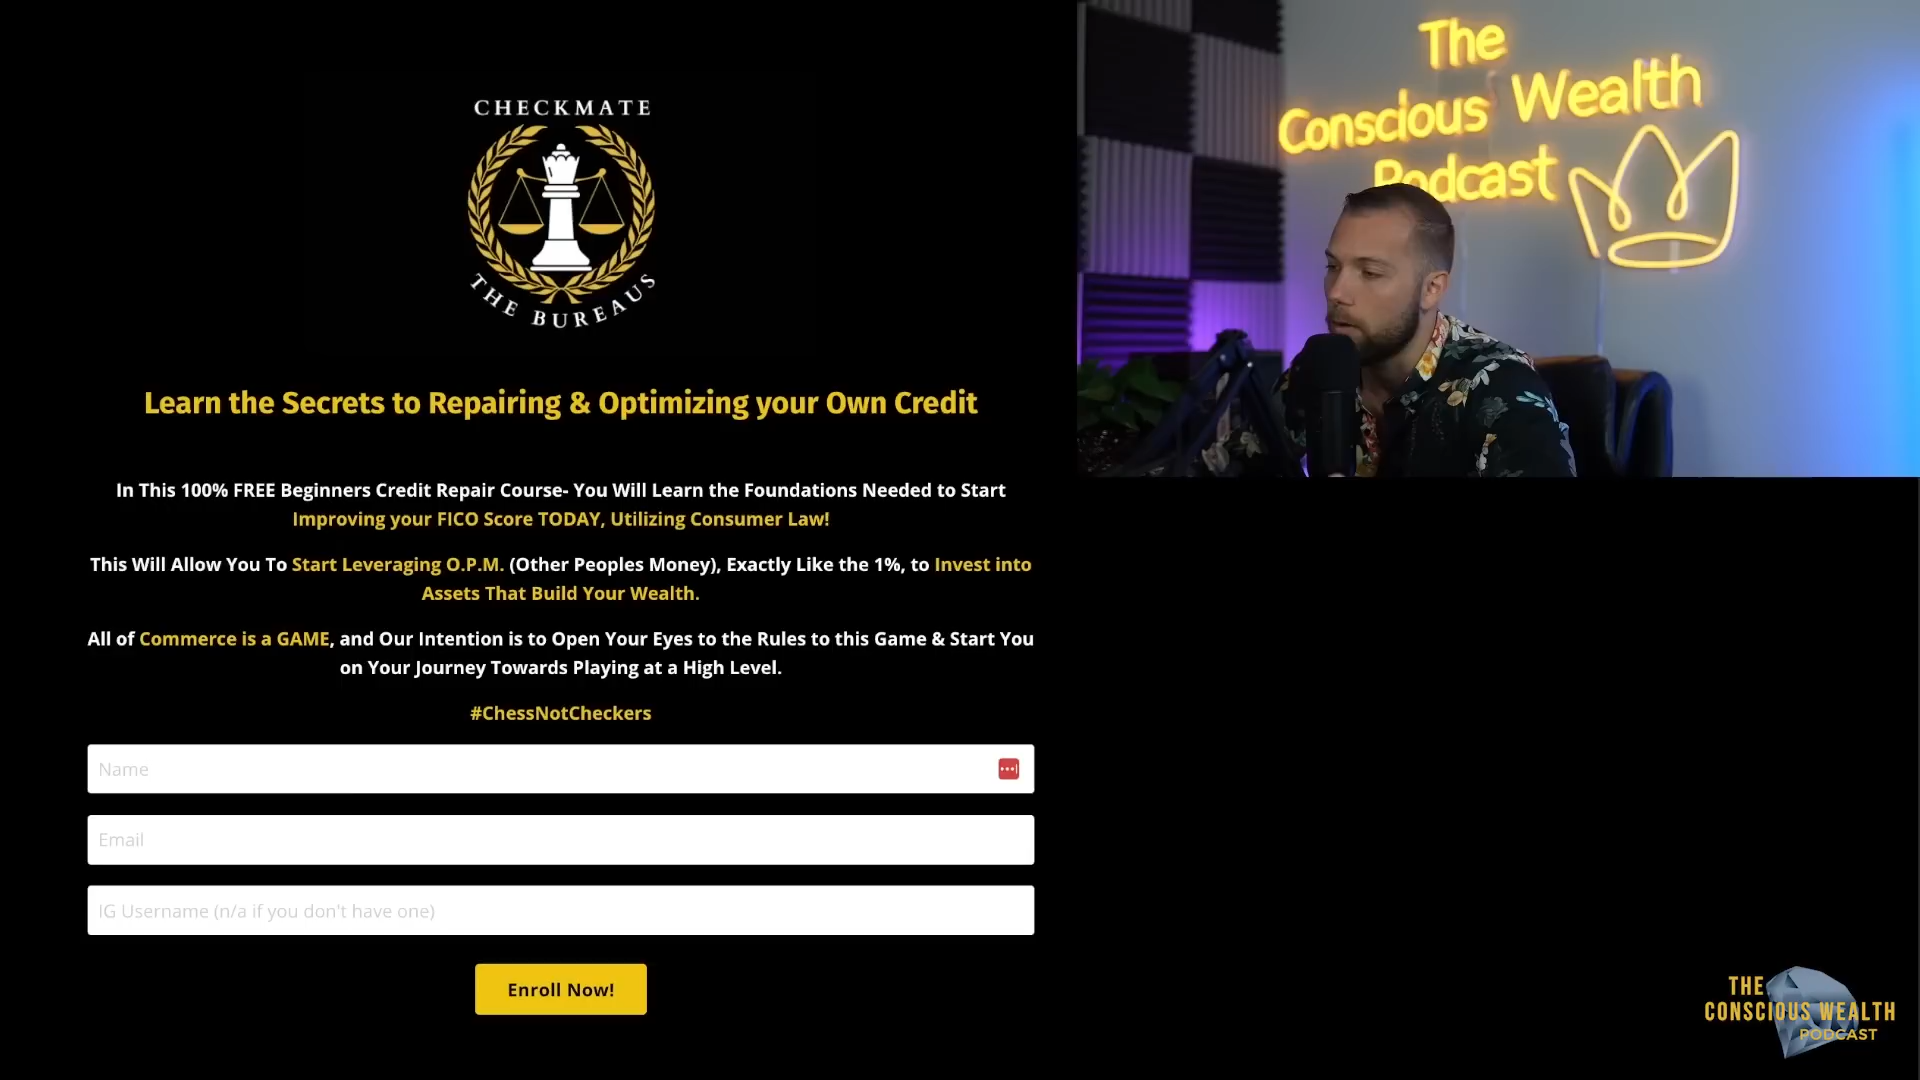 CHECKMATE
THE BUREAUS
Learn the Secrets to Repairing & Optimizing your Own Credit
In This 100% FREE Beginners Credit Repair Course- You Will Learn the Foundations Needed to Start
Improving your FICO Score TODAY, Utilizing Consumer Law!
This Will Allow You To Start Leveraging O.P.M. (Other Peoples Money), Exactly Like the 1%, to Invest into
Assets That Build Your Wealth.
All of Commerce is a GAME, and Our Intention is to Open Your Eyes to the Rules to this Game & Start You
on Your Journey Towards Playing at a High Level.
#ChessNotCheckers
Name
Email
IG Username (n/a if you don't have one)
Enroll Now!
The
Conscious Wealth
Podcast
THE
CONSCIOUS WEALTH
PODCAST